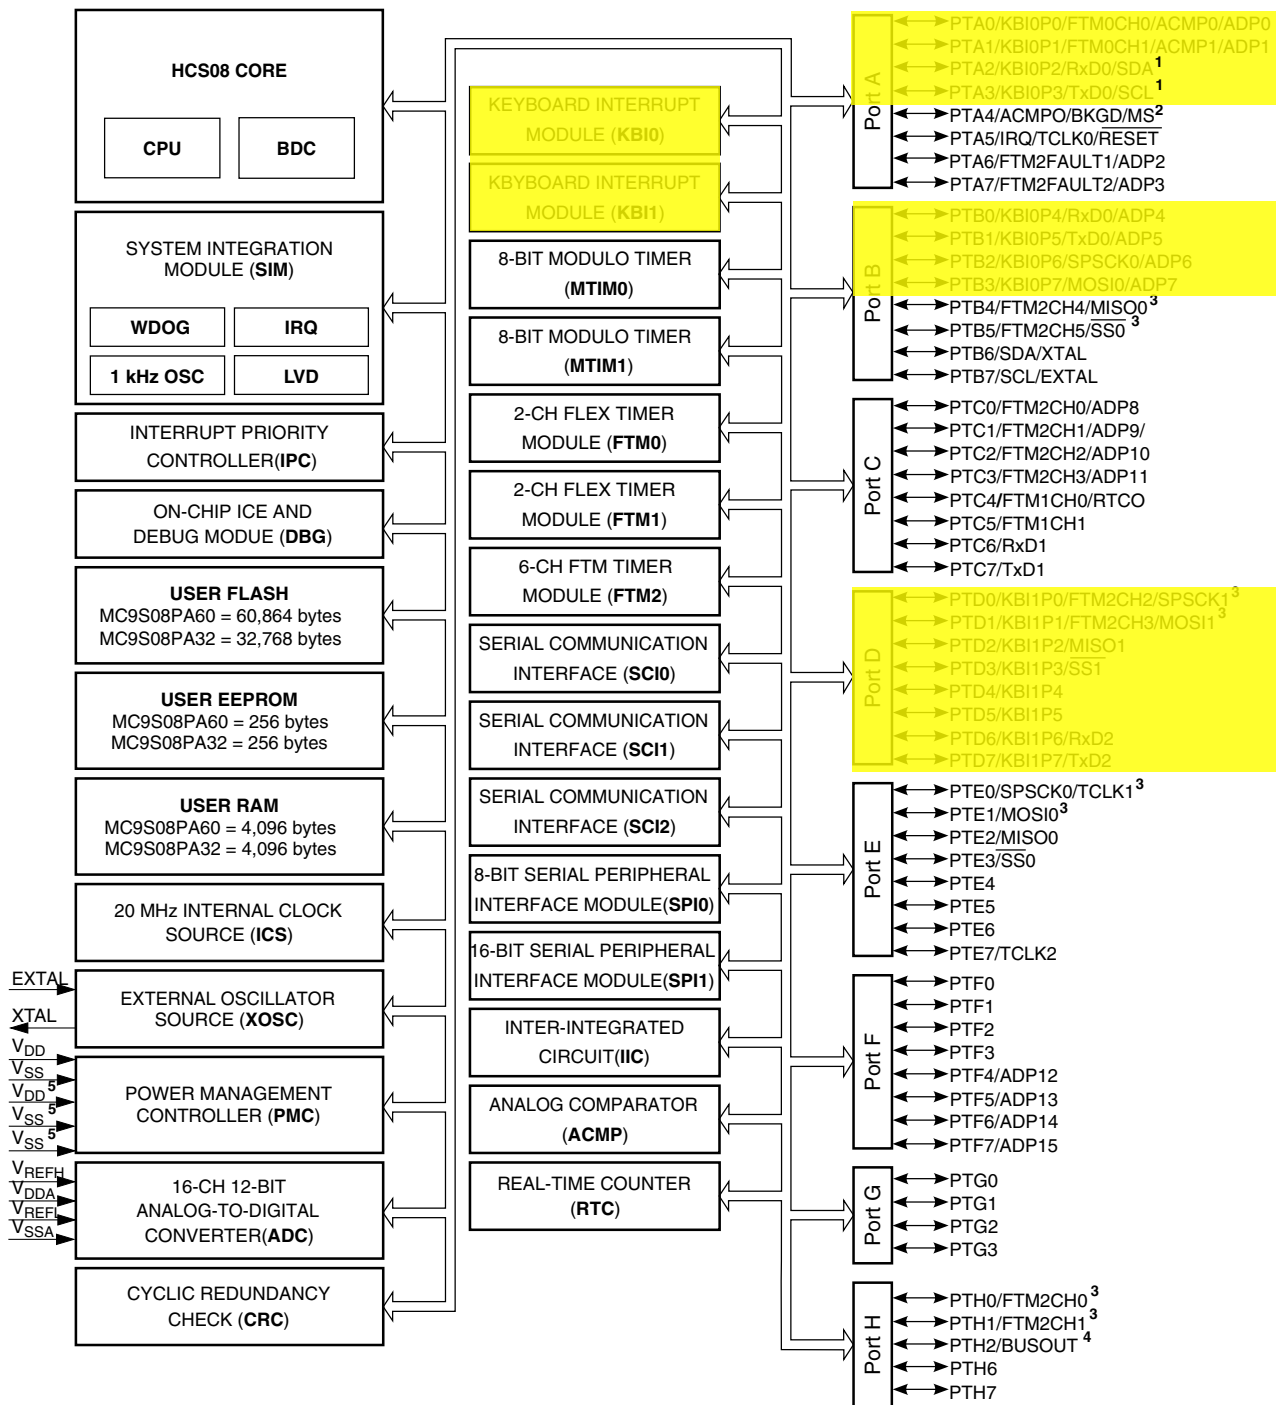 HCS08 CORE
CPU
BDC
SYSTEM INTEGRATION
MODULE (SIM)
WDOG
IRQ
1 kHz OSC
LVD
INTERRUPT PRIORITY
CONTROLLER(IPC)
ON-CHIP ICE AND
DEBUG MODUE (DBG)
USER FLASH
MC9S08PA60 = 60,864 bytes
MC9S08PA32 = 32,768 bytes
USER EEPROM
MC9S08PA60 = 256 bytes
MC9S08PA32 = 256 bytes
USER RAM
MC9S08PA60 = 4,096 bytes
MC9S08PA32 = 4,096 bytes
20 MHz INTERNAL CLOCK
SOURCE (ICS)
EXTAL
XTAL
EXTERNAL OSCILLATOR
SOURCE (XOSC)
VDD
VSS
VDD 5
VSS 5
VSS 5
POWER MANAGEMENT
CONTROLLER (PMC)
VREFH
VDDA
VREFL
VSSA
16-CH 12-BIT
ANALOG-TO-DIGITAL
CONVERTER(ADC)
CYCLIC REDUNDANCY
CHECK (CRC)
KEYBOARD INTERRUPT
MODULE (KBI0)
KBYBOARD INTERRUPT
MODULE (KBI1)
8-BIT MODULO TIMER
(MTIM0)
8-BIT MODULO TIMER
(MTIM1)
2-CH FLEX TIMER
MODULE (FTM0)
2-CH FLEX TIMER
MODULE (FTM1)
6-CH FTM TIMER
MODULE (FTM2)
SERIAL COMMUNICATION
INTERFACE (SCI0)
SERIAL COMMUNICATION
INTERFACE (SCI1)
SERIAL COMMUNICATION
INTERFACE (SCI2)
8-BIT SERIAL PERIPHERAL
INTERFACE MODULE(SPI0)
16-BIT SERIAL PERIPHERAL
INTERFACE MODULE(SPI1)
INTER-INTEGRATED
CIRCUIT(IIC)
ANALOG COMPARATOR
(ACMP)
REAL-TIME COUNTER
(RTC)
Port A
PTA0/KBI0P0/FTM0CH0/ACMP0/ADP0
PTA1/KBI0P1/FTM0CH1/ACMP1/ADP1
PTA2/KBI0P2/RxD0/SDA 1
PTA3/KBI0P3/TxD0/SCL 1
PTA4/ACMPO/BKGD/MS 2
PTA5/IRQ/TCLK0/RESET
PTA6/FTM2FAULT1/ADP2
PTA7/FTM2FAULT2/ADP3
Port B
PTB0/KBI0P4/RxD0/ADP4
PTB1/KBI0P5/TxD0/ADP5
PTB2/KBI0P6/SPSCK0/ADP6
PTB3/KBI0P7/MOSI0/ADP7
PTB4/FTM2CH4/MISO0 3
PTB5/FTM2CH5/SS0 3
PTB6/SDA/XTAL
PTB7/SCL/EXTAL
Port C
PTC0/FTM2CH0/ADP8
PTC1/FTM2CH1/ADP9/
PTC2/FTM2CH2/ADP10
PTC3/FTM2CH3/ADP11
PTC4/FTM1CH0/RTCO
PTC5/FTM1CH1
PTC6/RxD1
PTC7/TxD1
Port D
PTD0/KBI1P0/FTM2CH2/SPSCK1 3
PTD1/KBI1P1/FTM2CH3/MOSI1 3
PTD2/KBI1P2/MISO1
PTD3/KBI1P3/SS1
PTD4/KBI1P4
PTD5/KBI1P5
PTD6/KBI1P6/RxD2
PTD7/KBI1P7/TxD2
Port E
PTE0/SPSCK0/TCLK1 3
PTE1/MOSI0 3
PTE2/MISO0
PTE3/SS0
PTE4
PTE5
PTE6
PTE7/TCLK2
Port F
PTF0
PTF1
PTF2
PTF3
PTF4/ADP12
PTF5/ADP13
PTF6/ADP14
PTF7/ADP15
Port G
PTG0
PTG1
PTG2
PTG3
Port H
PTH0/FTM2CH0 3
PTH1/FTM2CH1 3
PTH2/BUSOUT 4
PTH6
PTH7